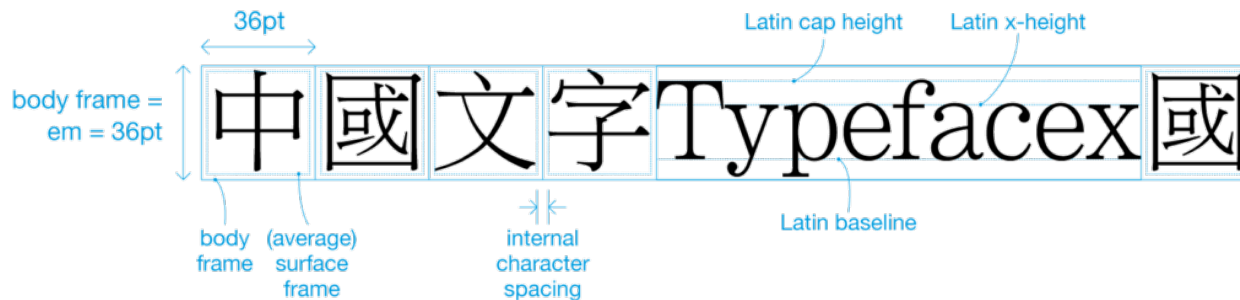 36pt
Latin cap height
Latin x-height
body frame =
em = 36pt
中國文字Typefacex國
body
frame
(average)
surface
frame
internal
character
spacing
Latin baseline